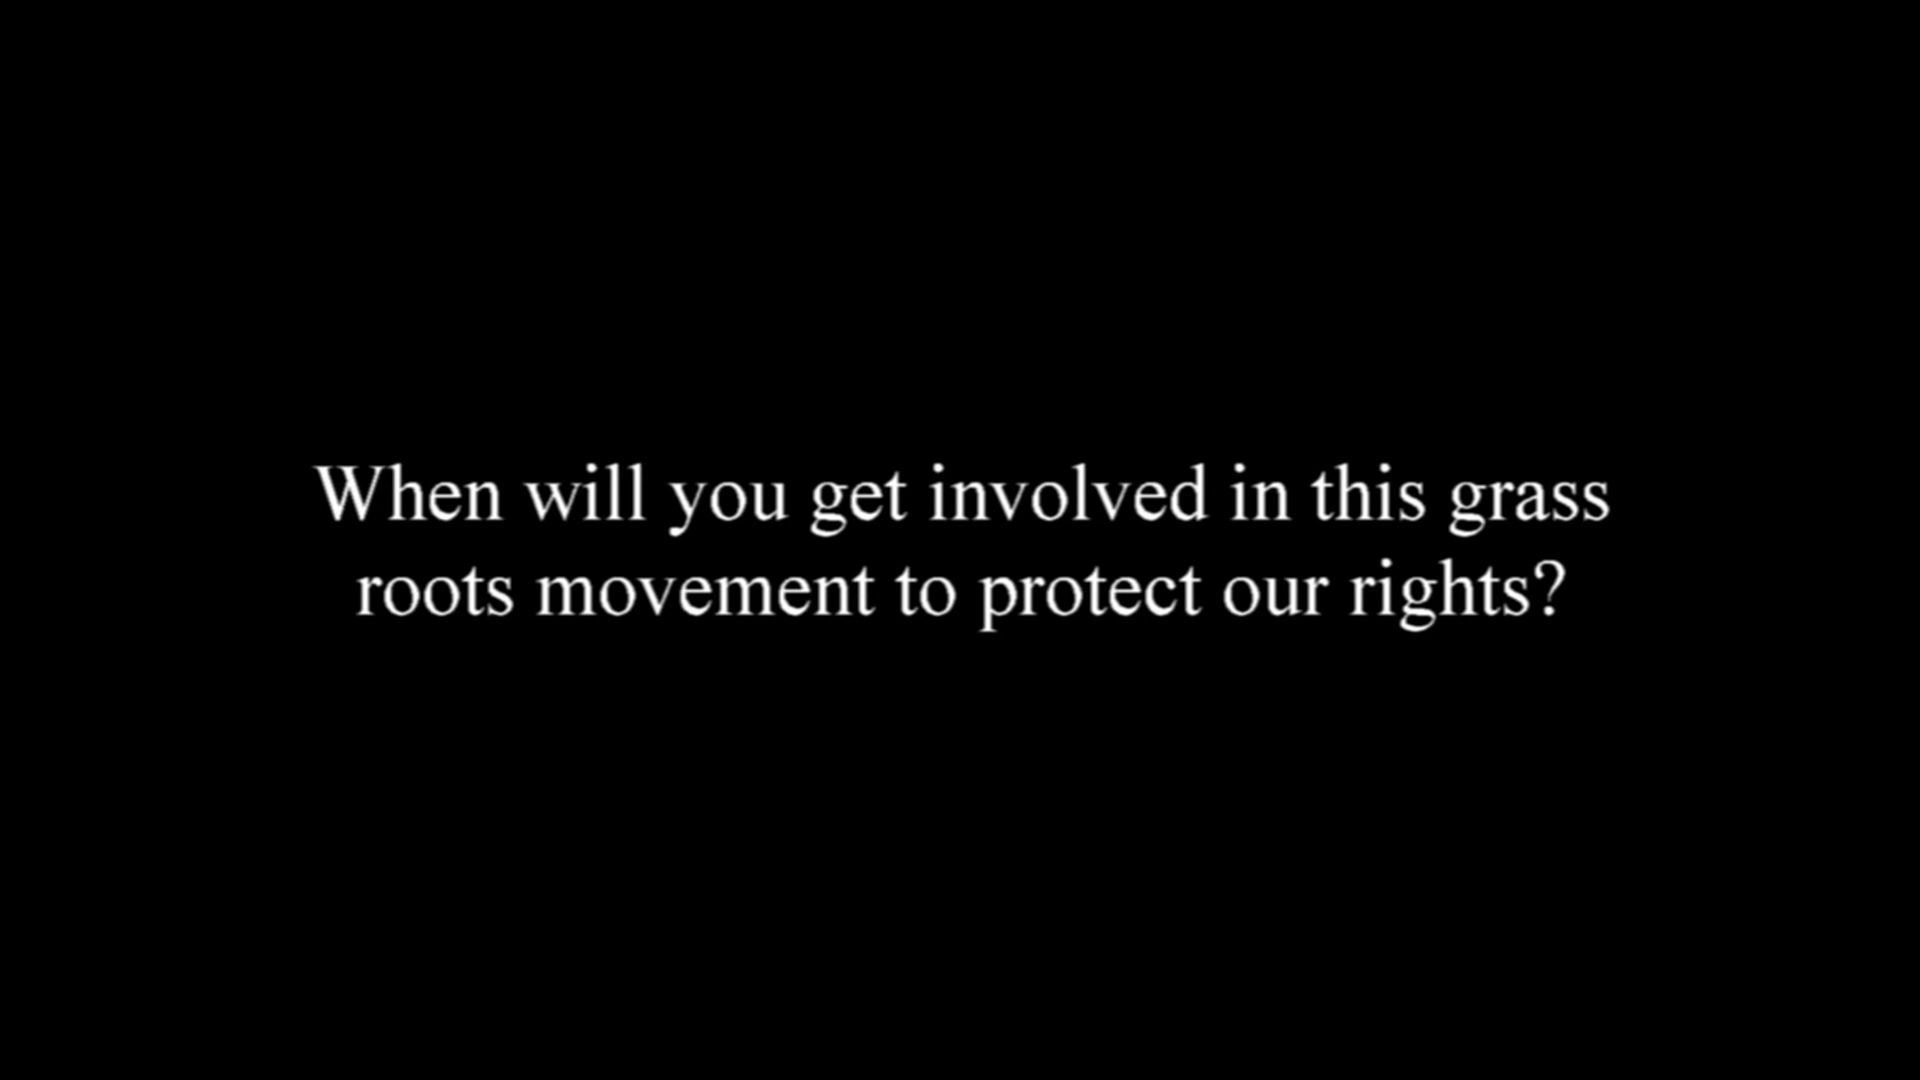 When will you get involved in this grass
roots movement to protect our rights?